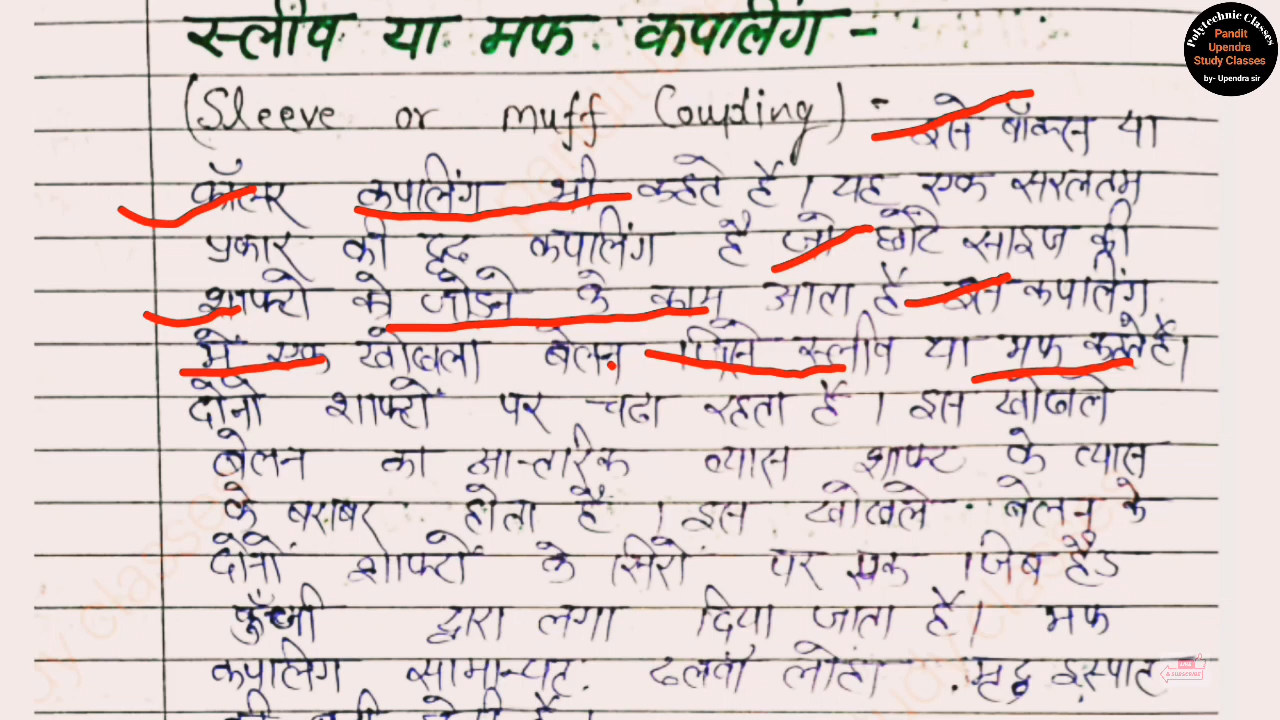 स्लीव या मफ कपलिंग -
(Sleeve or muff Coupling) :- इसे बॉक्स या
कॉलर कपलिंग भी कहते है। यह एक सरलतम
प्रकार की दृढ कपलिंग है जो छोटे साइज की
शाफ्टो को जोडने के काम आता है इस कपलिंग
में एक खोखला बेलन जिसे स्लीव या मफ कहते है।
दोनो शाफ्टों पर चढा रहता है। इस खोखले
बेलन का आन्तरिक व्यास शाफ्ट के व्यास
के बराबर होता है। इस खोखले बेलन के
दोनों शाफ्टों के सिरों पर एक जिब हैड
कुँजी द्वारा लगा दिया जाता है। मफ
कपलिंग सामान्यत: ढलवां लोहा मृदु इस्पात
Polytechnic Classes
Pandit
Upendra
Study Classes
by:- Upendra sir
& SUBSCRIBE